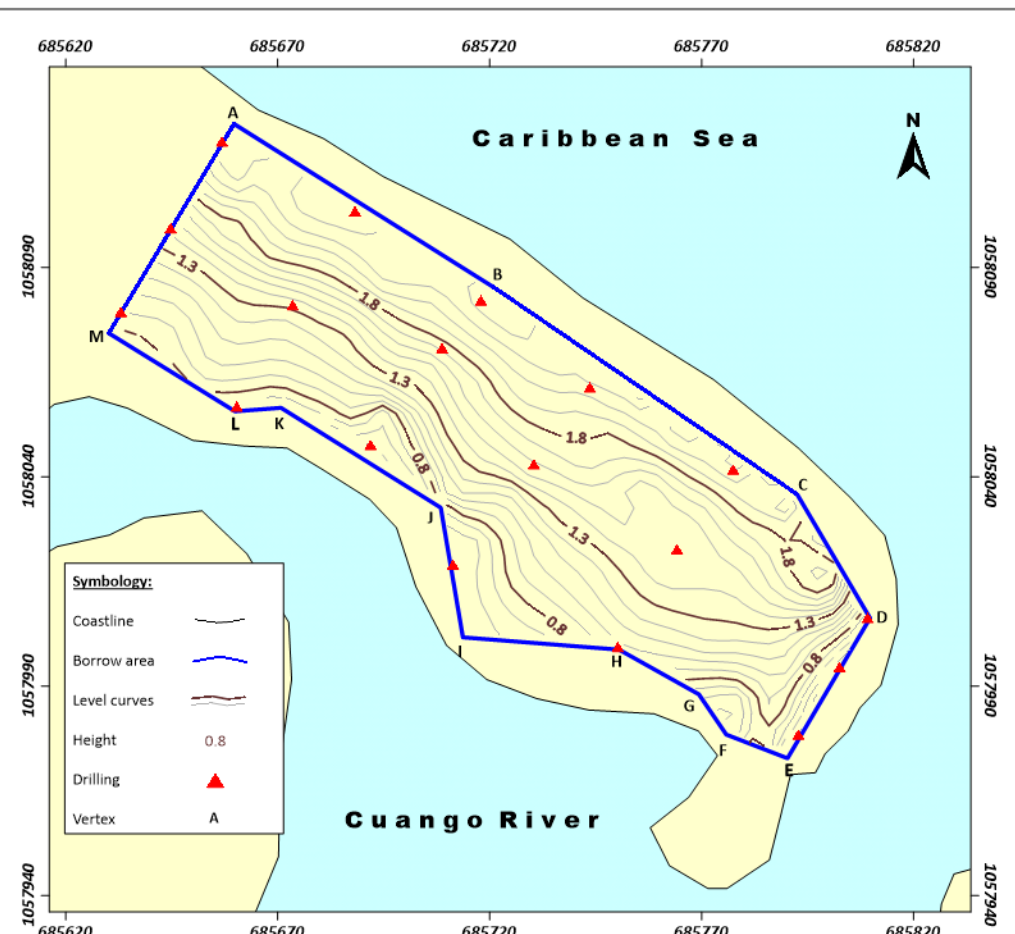 685620 685670 685720 685770 685820
N
Caribbean Sea
A
B
1058090 1058090
1.3
1.8
M
1.3
L K
1.8
0.8
C
1058040 1058040
J
1.3
1.8
D
0.8
1.3
I
H
0.8
1057990 1057990
G
F
E
Symbology:
Coastline
Borrow area
Level curves
Height 0.8
Drilling
Vertex A
Cuango River
1057940 1057940
685620 685670 685720 685770 685820